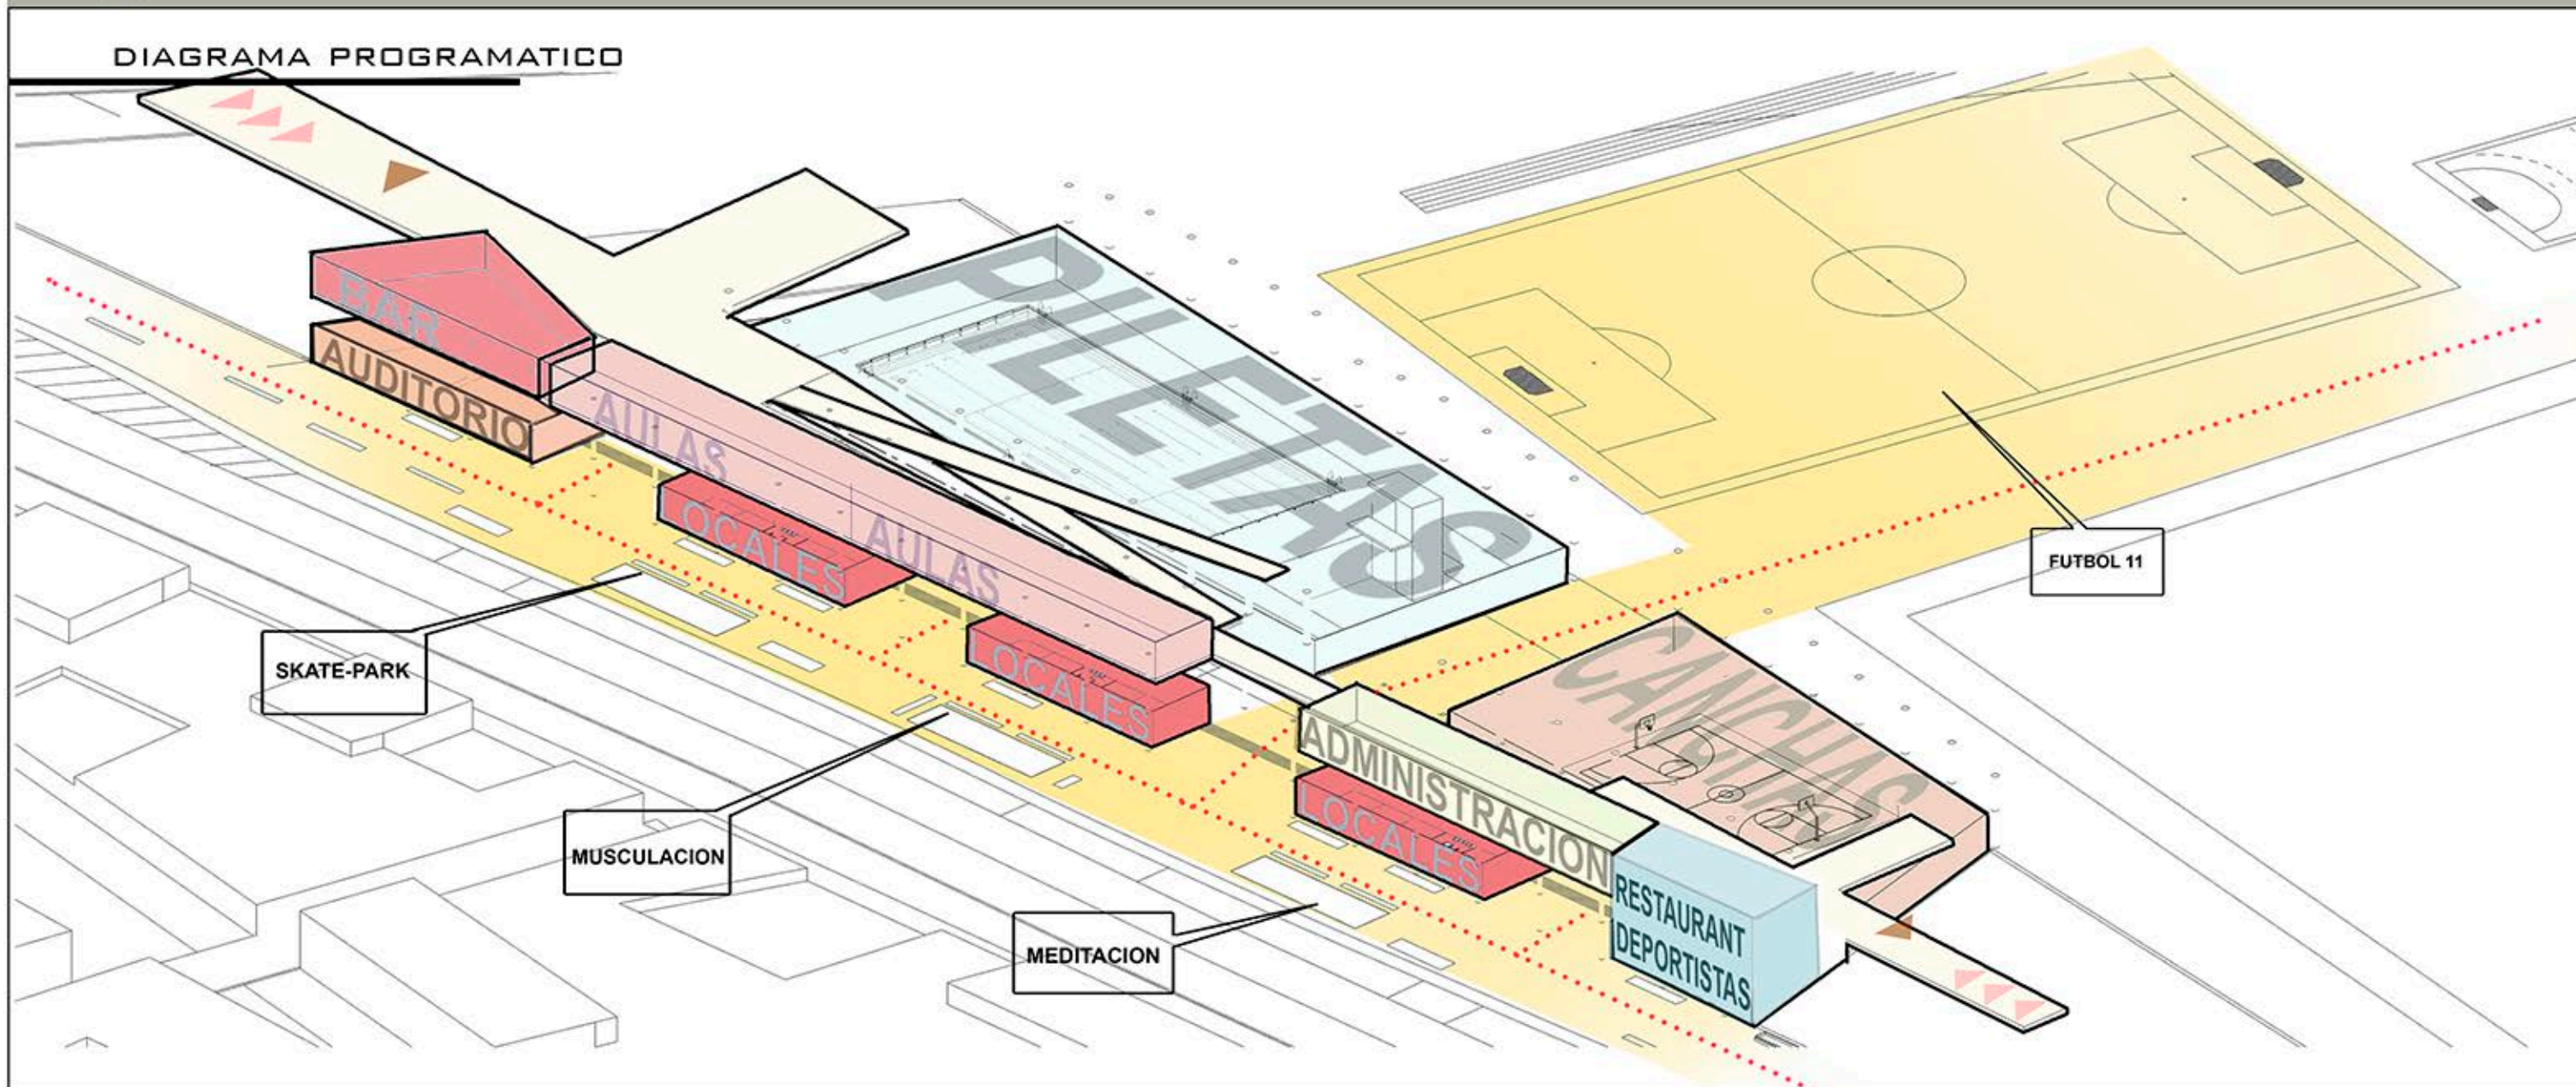 DIAGRAMA PROGRAMATICO
BAR
AUDITORIO
PILETAS
AULAS
AULAS
LOCALES
LOCALES
FUTBOL 11
SKATE-PARK
CANCHAS
ADMINISTRACION
LOCALES
MUSCULACION
RESTAURANT
DEPORTISTAS
MEDITACION